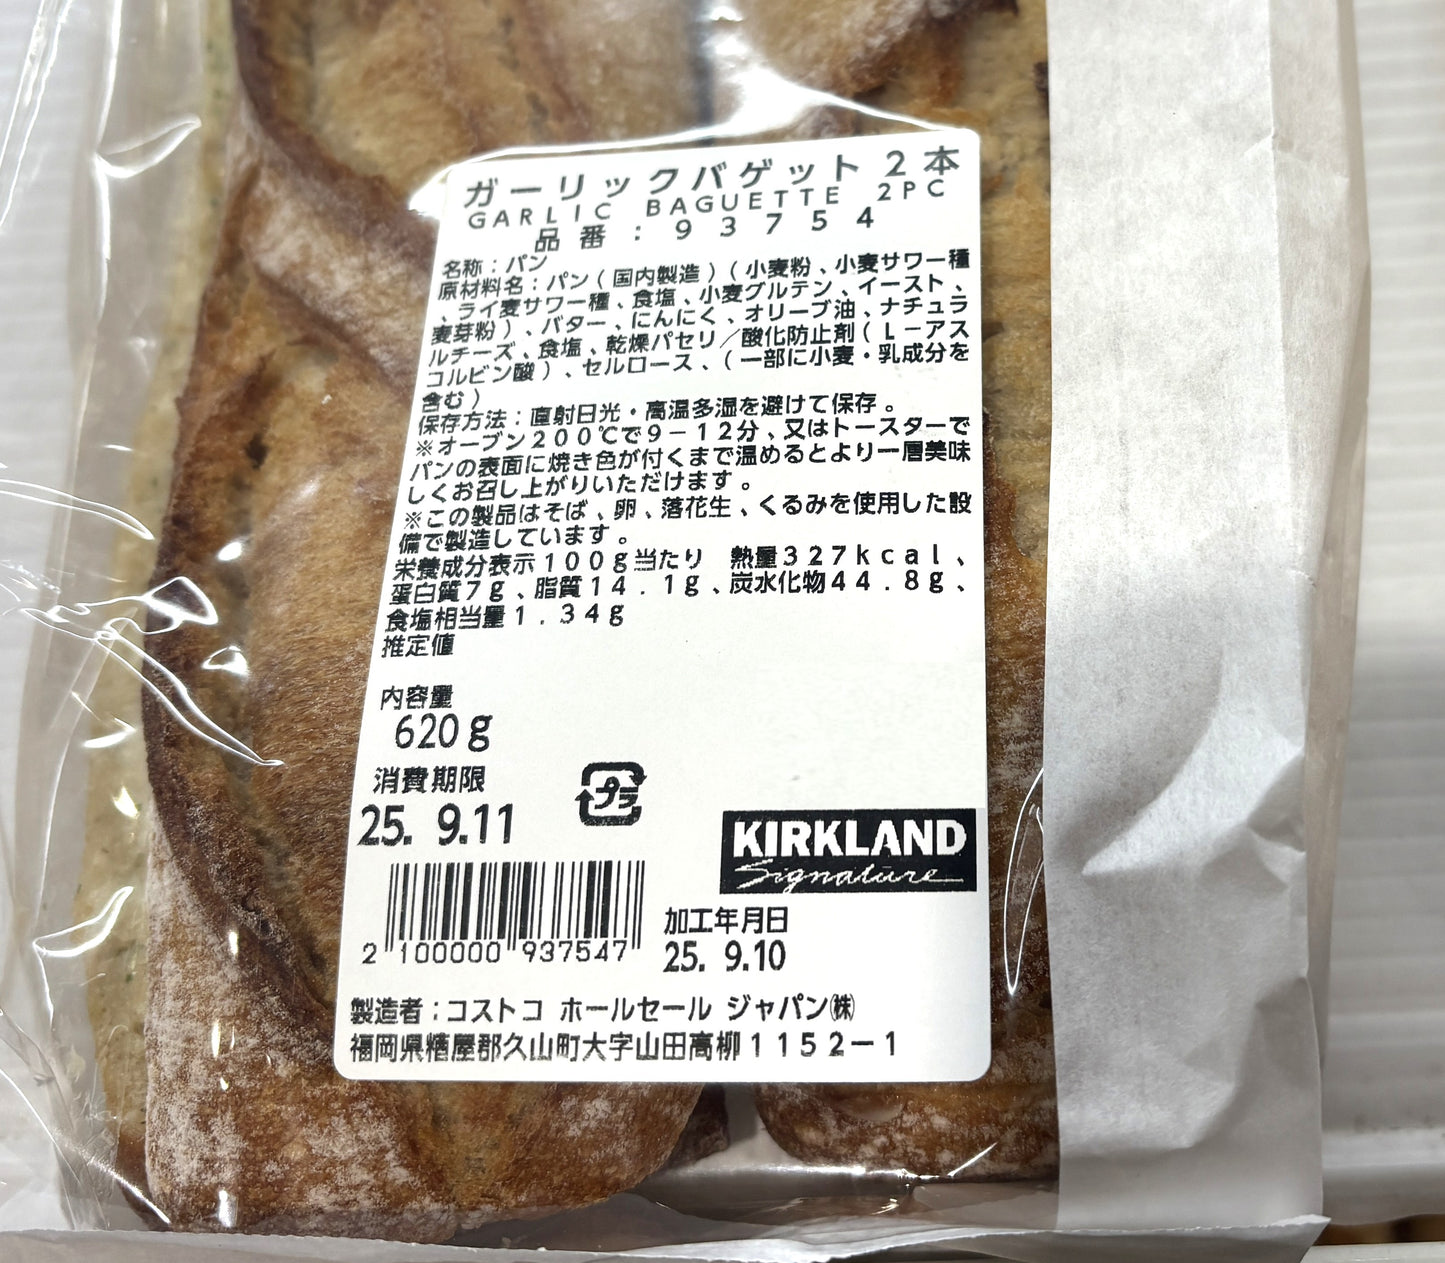 ガーリックバゲット 2本
GARLIC BAGUETTE 2PC
品番:93754
名称:パン
原材料名:パン(国内製造)(小麦粉、小麦サワー種
、ライ麦サワー種、食塩、小麦グルテン、イースト、
麦芽粉)、バター、にんにく、オリーブ油、ナチュラ
ルチーズ、食塩、乾燥パセリ/酸化防止剤(L-アス
コルビン酸)、セルロース、(一部に小麦・乳成分を
含む)
保存方法:直射日光・高温多湿を避けて保存。
※オーブン200℃で9-12分、又はトースターで
パンの表面に焼き色が付くまで温めるとより一層美味
しくお召し上がりいただけます。
※この製品はそば、卵、落花生、くるみを使用した設
備で製造しています。
栄養成分表示100g当たり 熱量327kcal、
蛋白質7g、脂質14.1g、炭水化物44.8g、
食塩相当量1.34g
推定値
内容量
620g
消費期限
プラ
25. 9.11
KIRKLAND
Signature
2 100000 937547
加工年月日
25. 9.10
製造者:コストコ ホールセール ジャパン㈱
福岡県糟屋郡久山町大字山田高柳1152-1